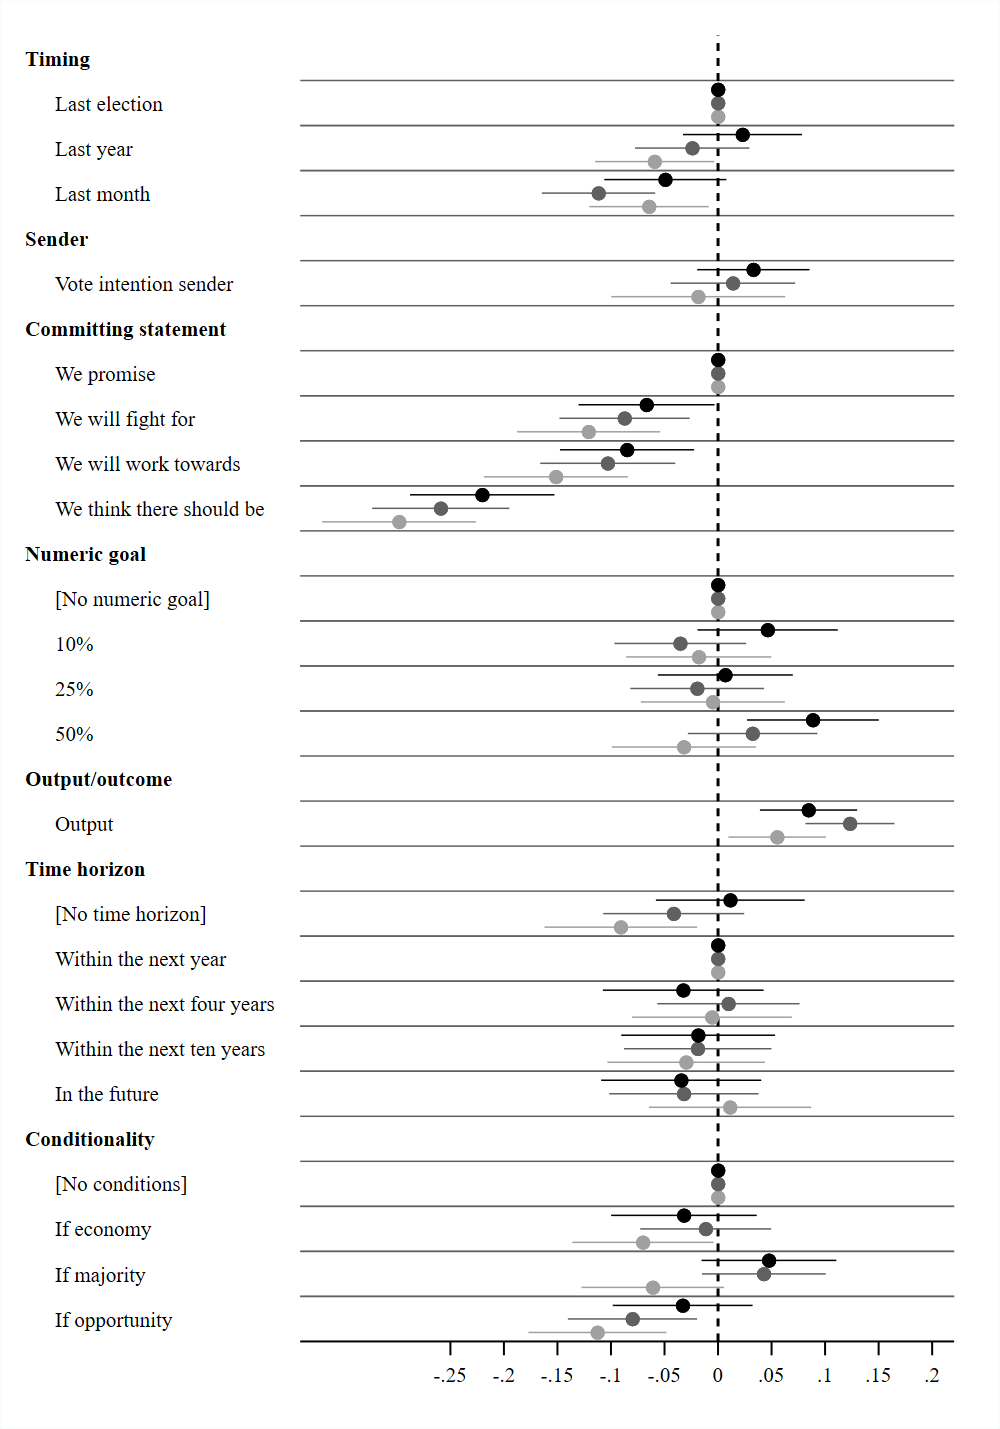 Timing
Last election
Last year
Last month
Sender
Vote intention sender
Committing statement
We promise
We will fight for
We will work towards
We think there should be
Numeric goal
[No numeric goal]
10%
25%
50%
Output/outcome
Output
Time horizon
[No time horizon]
Within the next year
Within the next four years
Within the next ten years
In the future
Conditionality
[No conditions]
If economy
If majority
If opportunity
-.25 -.2 -.15 -.1 -.05 0 .05 .1 .15 .2